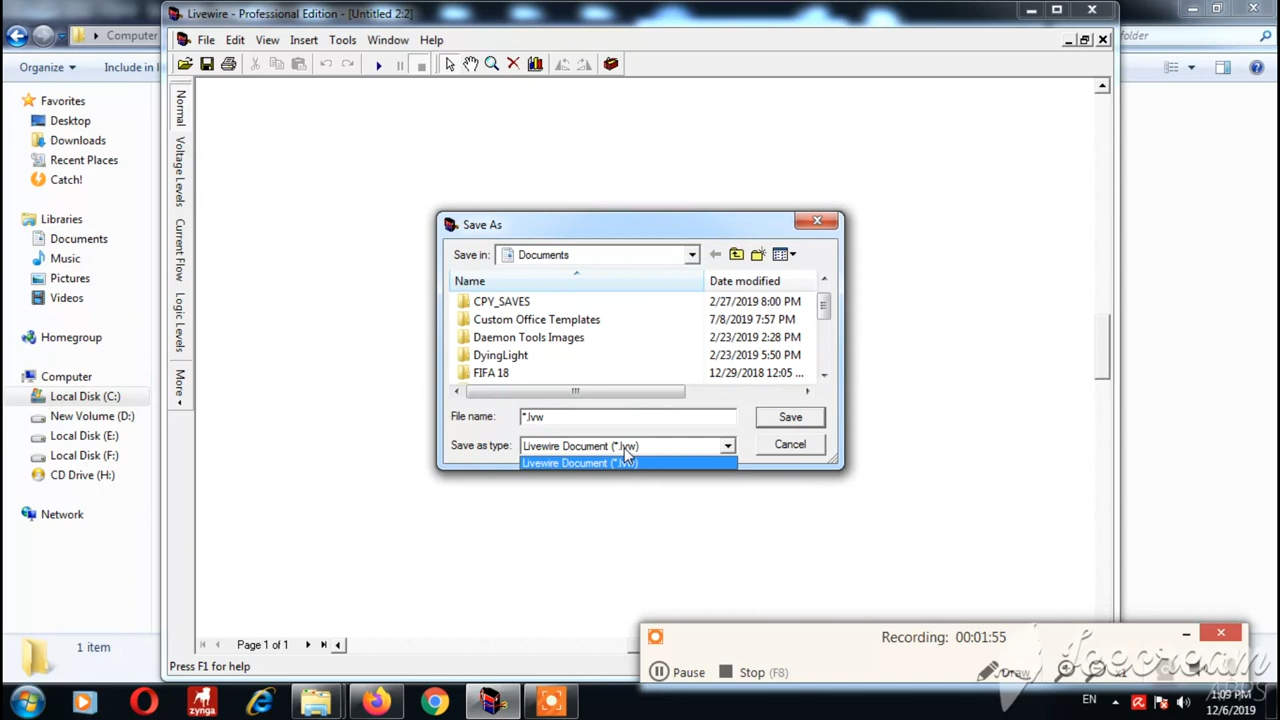 Livewire - Professional Edition - [Untitled 2:2]
File Edit View Insert Tools Window Help
Computer
folder
Organize
Include in l
Favorites
Desktop
Downloads
Recent Places
Catch!
Libraries
Documents
Music
Pictures
Videos
Homegroup
Computer
Local Disk (C:)
New Volume (D:)
Local Disk (E:)
Local Disk (F:)
CD Drive (H:)
Network
1 item
Normal
Voltage Levels
Current Flow
Logic Levels
More
Save As
Save in:
Documents
Name
Date modified
CPY_SAVES
2/27/2019 8:00 PM
Custom Office Templates
7/8/2019 7:57 PM
Daemon Tools Images
2/23/2019 2:28 PM
DyingLight
2/23/2019 5:50 PM
FIFA 18
12/29/2018 12:05 ...
File name:
*.lvw
Save
Save as type:
Livewire Document (*.lvw)
Cancel
Livewire Document (*.lvw)
Page 1 of 1
Press F1 for help
Recording: 00:01:55
Pause
Stop (F8)
Draw
x1
Icecream
APPS
zynga
EN
1:09 PM
12/6/2019